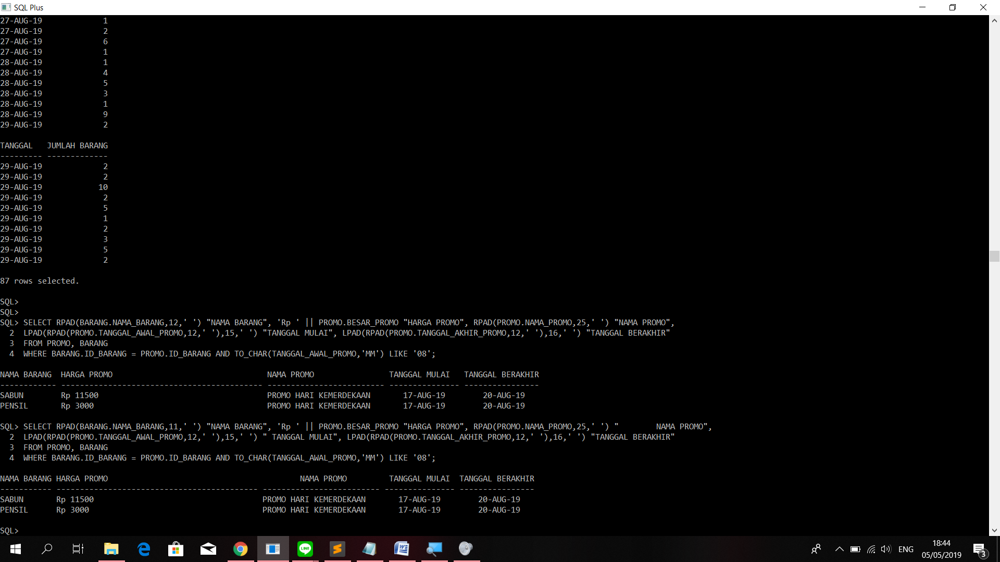 SQL Plus
27-AUG-19             1
27-AUG-19             2
27-AUG-19             6
27-AUG-19             1
28-AUG-19             1
28-AUG-19             4
28-AUG-19             5
28-AUG-19             3
28-AUG-19             1
28-AUG-19             9
29-AUG-19             2
TANGGAL   JUMLAH BARANG
--------- -------------
29-AUG-19             2
29-AUG-19             2
29-AUG-19            10
29-AUG-19             2
29-AUG-19             5
29-AUG-19             1
29-AUG-19             2
29-AUG-19             3
29-AUG-19             5
29-AUG-19             2
87 rows selected.
SQL>
SQL>
SQL> SELECT RPAD(BARANG.NAMA_BARANG,12,' ') "NAMA BARANG", 'Rp ' || PROMO.BESAR_PROMO "HARGA PROMO", RPAD(PROMO.NAMA_PROMO,25,' ') "NAMA PROMO",
  2  LPAD(RPAD(PROMO.TANGGAL_AWAL_PROMO,12,' '),15,' ') "TANGGAL MULAI", LPAD(RPAD(PROMO.TANGGAL_AKHIR_PROMO,12,' '),16,' ') "TANGGAL BERAKHIR"
  3  FROM PROMO, BARANG
  4  WHERE BARANG.ID_BARANG = PROMO.ID_BARANG AND TO_CHAR(TANGGAL_AWAL_PROMO,'MM') LIKE '08';
NAMA BARANG  HARGA PROMO                                 NAMA PROMO                TANGGAL MULAI   TANGGAL BERAKHIR
------------ ------------------------------------------- ------------------------- --------------- ----------------
SABUN        Rp 11500                                    PROMO HARI KEMERDEKAAN       17-AUG-19        20-AUG-19
PENSIL       Rp 3000                                     PROMO HARI KEMERDEKAAN       17-AUG-19        20-AUG-19
SQL> SELECT RPAD(BARANG.NAMA_BARANG,11,' ') "NAMA BARANG", 'Rp ' || PROMO.BESAR_PROMO "HARGA PROMO", RPAD(PROMO.NAMA_PROMO,25,' ') "        NAMA PROMO",
  2  LPAD(RPAD(PROMO.TANGGAL_AWAL_PROMO,12,' '),15,' ') " TANGGAL MULAI", LPAD(RPAD(PROMO.TANGGAL_AKHIR_PROMO,12,' '),16,' ') "TANGGAL BERAKHIR"
  3  FROM PROMO, BARANG
  4  WHERE BARANG.ID_BARANG = PROMO.ID_BARANG AND TO_CHAR(TANGGAL_AWAL_PROMO,'MM') LIKE '08';
NAMA BARANG HARGA PROMO                                         NAMA PROMO         TANGGAL MULAI  TANGGAL BERAKHIR
----------- ------------------------------------------- ------------------------- --------------- ----------------
SABUN       Rp 11500                                    PROMO HARI KEMERDEKAAN       17-AUG-19        20-AUG-19
PENSIL      Rp 3000                                     PROMO HARI KEMERDEKAAN       17-AUG-19        20-AUG-19
SQL>
LINE
ENG
18:44
05/05/2019
3